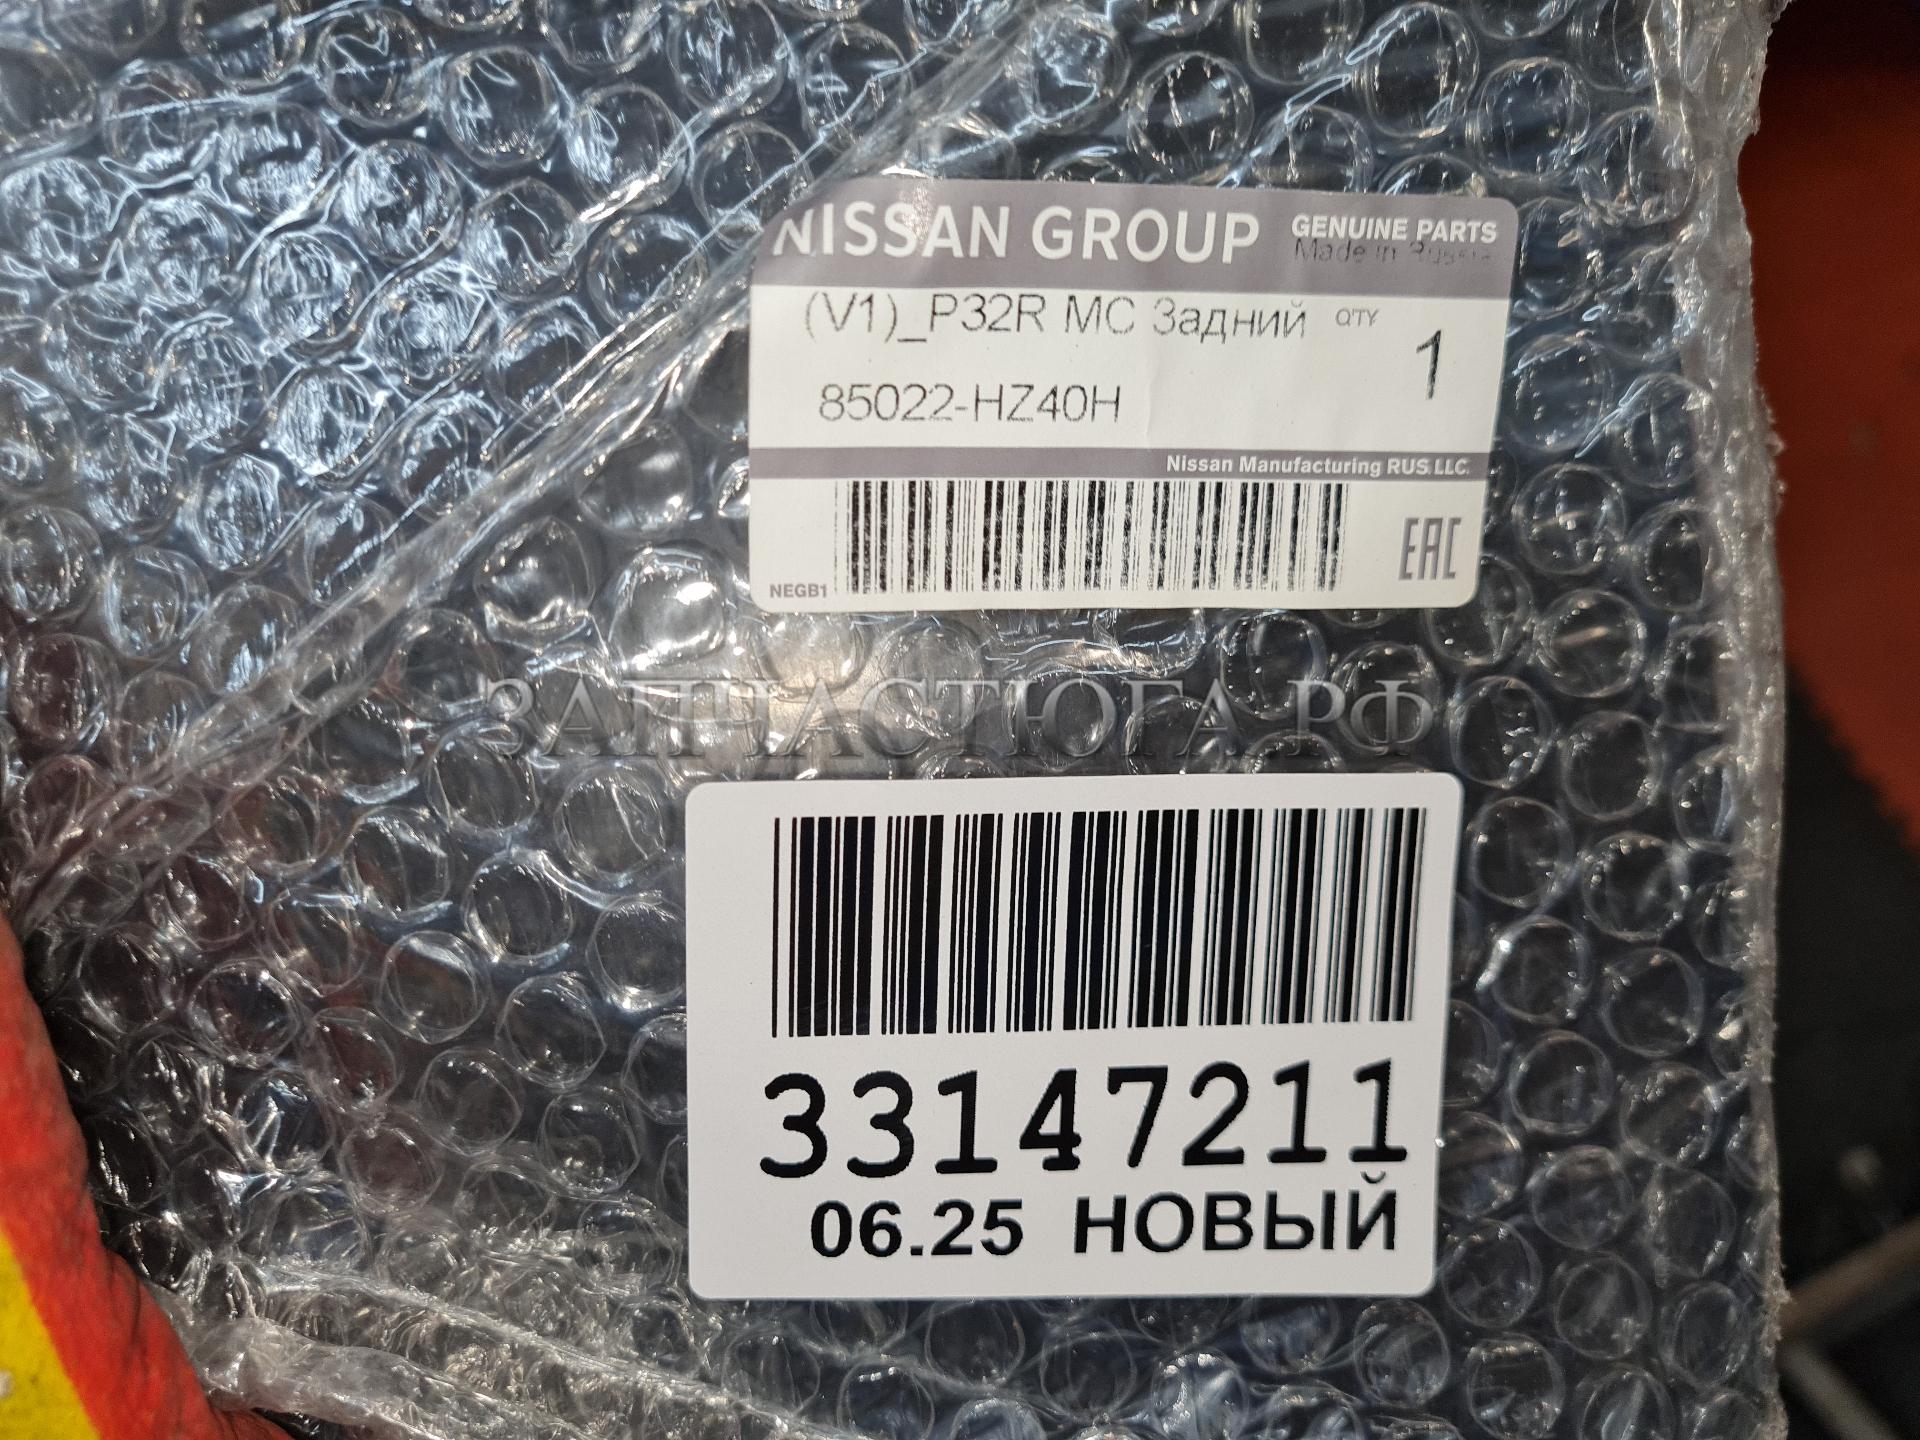 NISSAN GROUP GENUINE PARTS
Made in Russia
(V1)_P32R MC Задний QTY 1
85022-HZ40H
Nissan Manufacturing RUS.LLC.
NEGB1 EAC
ЗАПЧАСТЮГА.РФ
33147211
06.25 НОВЫЙ